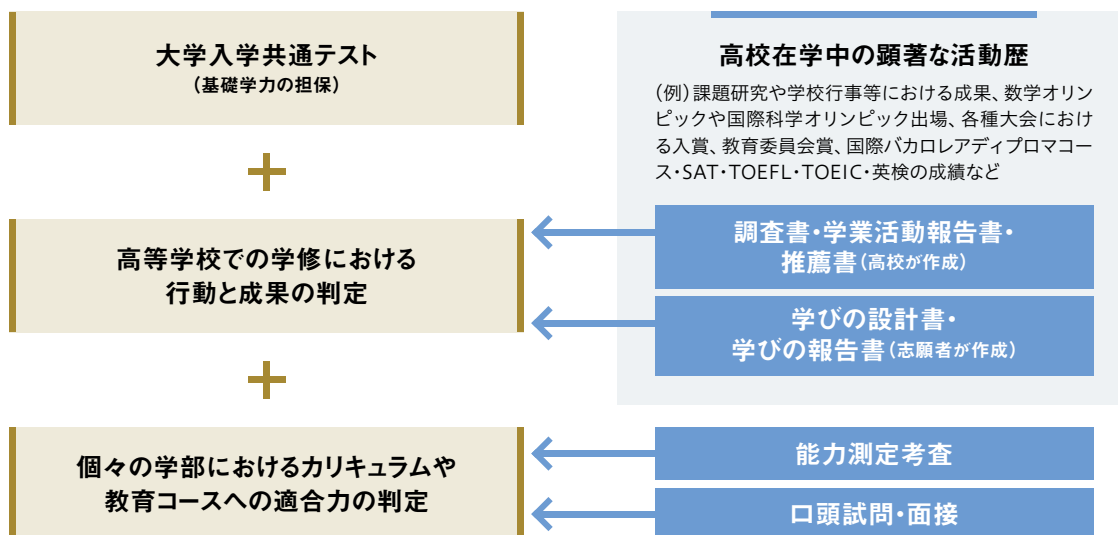 大学入学共通テスト
（基礎学力の担保）
+
高等学校での学修における
行動と成果の判定
+
個々の学部におけるカリキュラムや
教育コースへの適合力の判定
高校在学中の顕著な活動歴
（例）課題研究や学校行事等における成果、数学オリン
ピックや国際科学オリンピック出場、各種大会におけ
る入賞、教育委員会賞、国際バカロレアディプロマコー
ス・SAT・TOEFL・TOEIC・英検の成績など
調査書・学業活動報告書・
推薦書（高校が作成）
学びの設計書・
学びの報告書（志願者が作成）
能力測定考査
口頭試問・面接